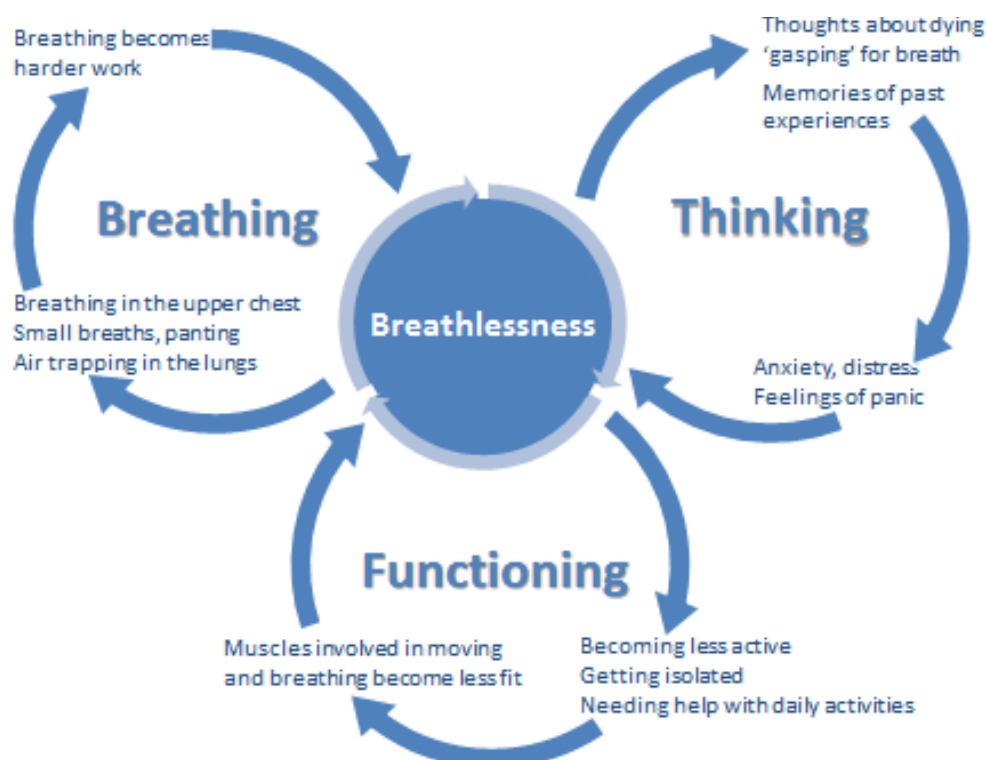 Breathing becomes
harder work
Breathing
Breathing in the upper chest
Small breaths, panting
Air trapping in the lungs
Breathlessness
Thoughts about dying
‘gasping’ for breath
Memories of past
experiences
Thinking
Anxiety, distress
Feelings of panic
Functioning
Becoming less active
Getting isolated
Needing help with daily activities
Muscles involved in moving
and breathing become less fit